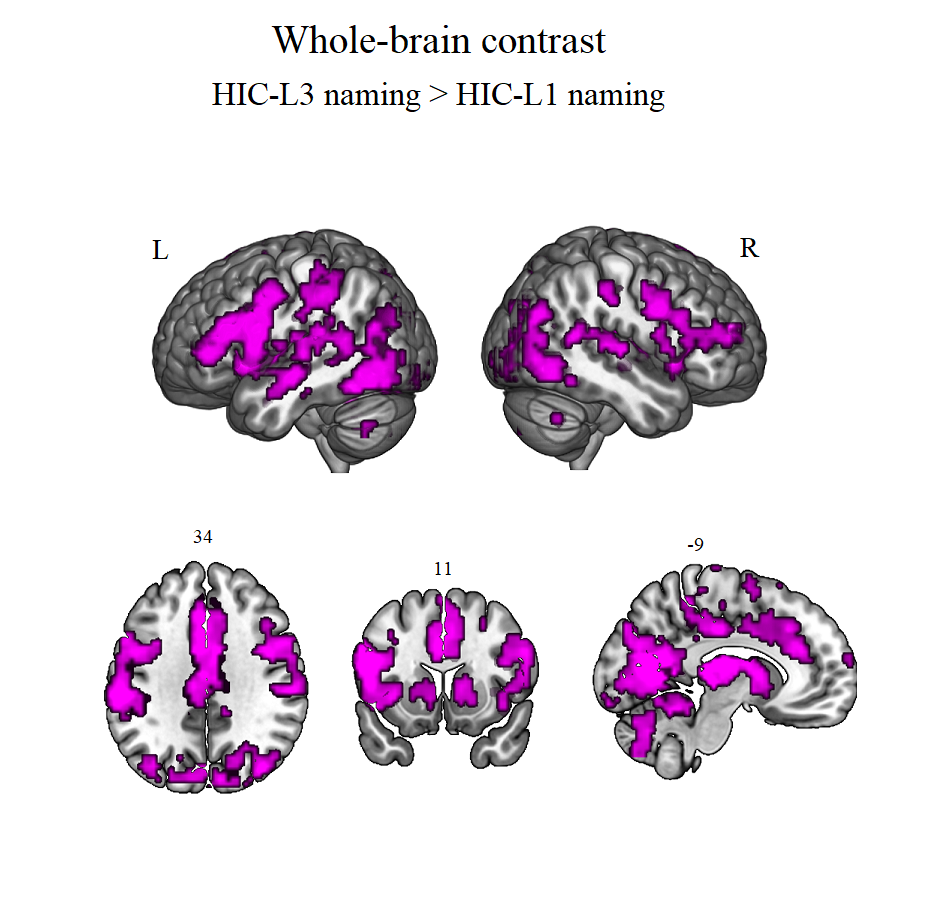 Whole-brain contrast
HIC-L3 naming > HIC-L1 naming
L
R
34
11
-9